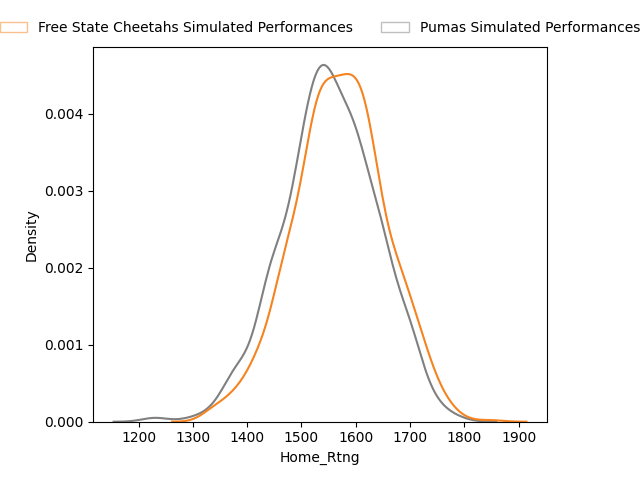 Free State Cheetahs Simulated Performances Pumas Simulated Performances
0.004
0.003
0.002
0.001
0.000
Density
1200 1300 1400 1500 1600 1700 1800 1900
Home_Rtng